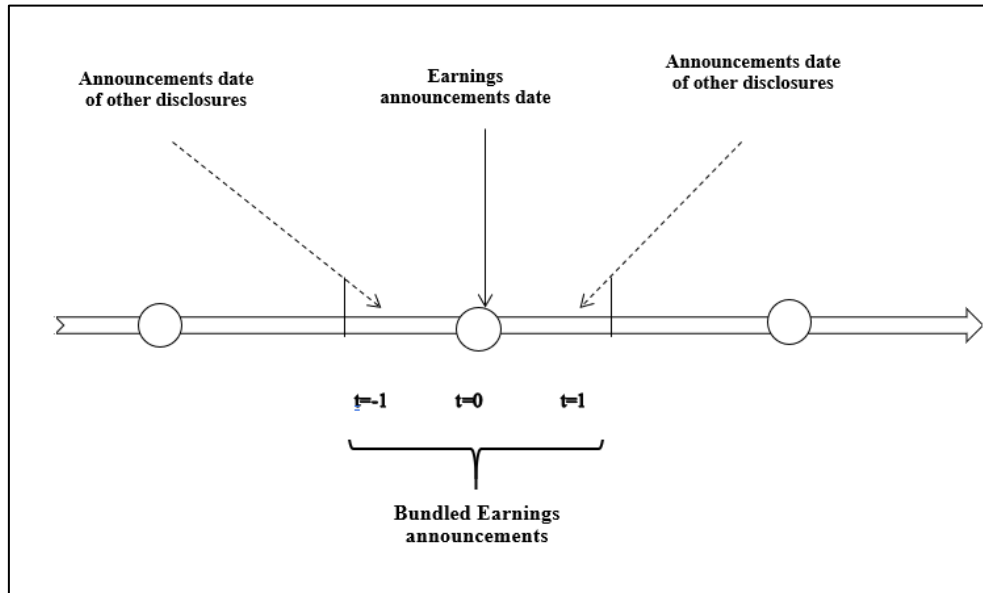 Announcements date
of other disclosures
Earnings
announcements date
Announcements date
of other disclosures
t=-1
t=0
t=1
Bundled Earnings
announcements